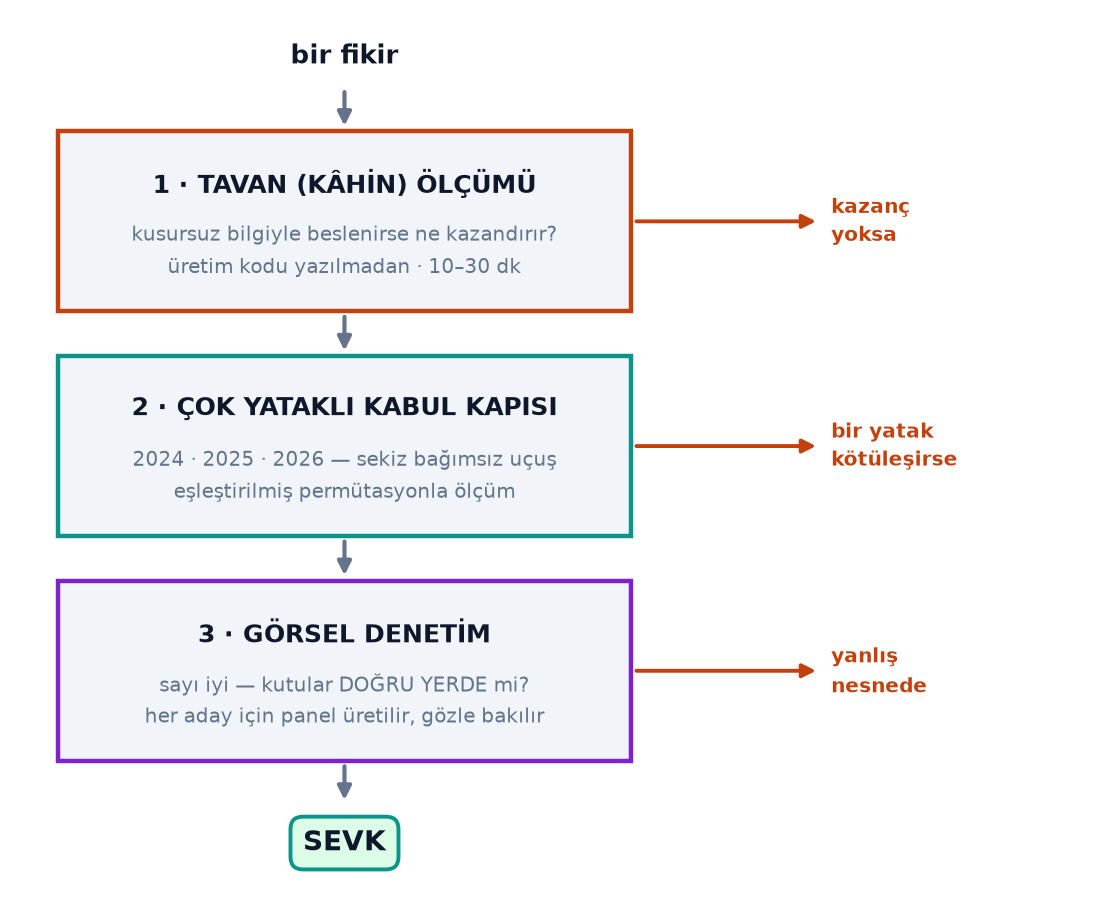 bir fikir
1 · TAVAN (KÂHİN) ÖLÇÜMÜ
kusursuz bilgiyle beslenirse ne kazandırır?
üretim kodu yazılmadan · 10–30 dk
kazanç
yoksa
2 · ÇOK YATAKLI KABUL KAPISI
2024 · 2025 · 2026 — sekiz bağımsız uçuş
eşleştirilmiş permütasyonla ölçüm
bir yatak
kötüleşirse
3 · GÖRSEL DENETİM
sayı iyi — kutular DOĞRU YERDE mi?
her aday için panel üretilir, gözle bakılır
yanlış
nesnede
SEVK